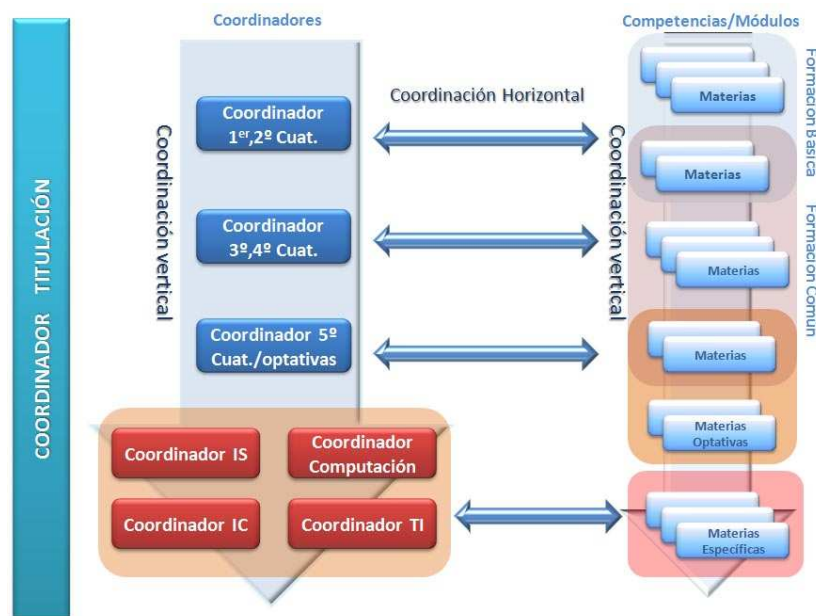 Coordinadores
Competencias/Módulos
COORDINADOR TITULACIÓN
Coordinación vertical
Coordinador
1er,2º Cuat.
Coordinación Horizontal
Coordinación vertical
Materias
Formación Básica
Materias
Coordinador
3º,4º Cuat.
Materias
Formación Común
Coordinador 5º
Cuat./optativas
Materias
Materias
Optativas
Coordinador IS
Coordinador
Computación
Coordinador IC
Coordinador TI
Materias
Específicas